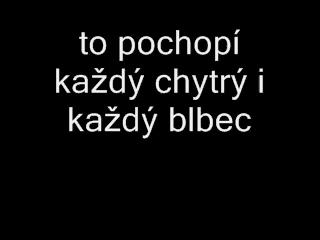 to pochopí
každý chytrý i
každý blbec